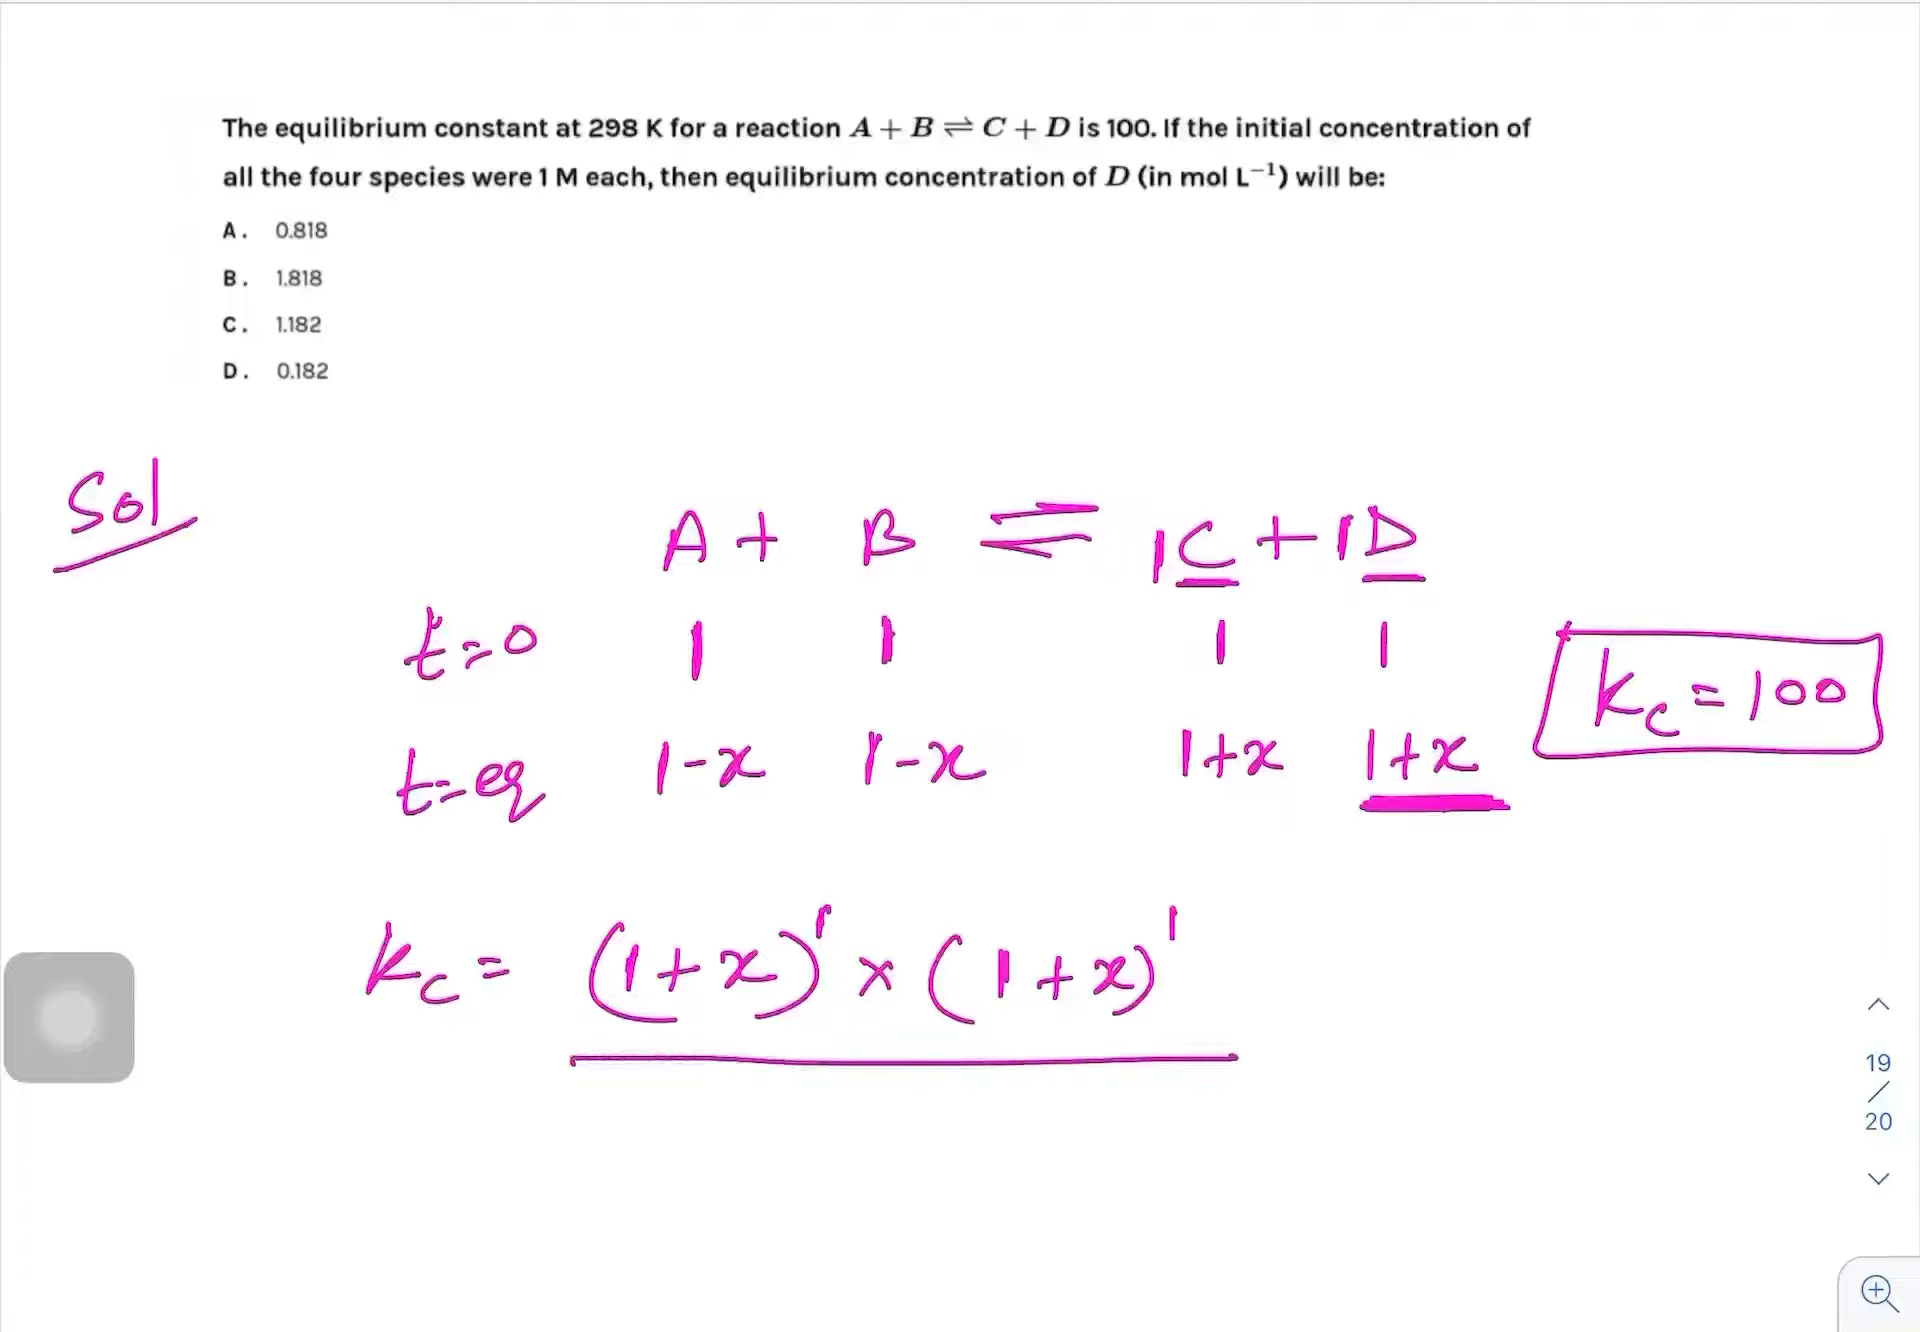 The equilibrium constant at 298 K for a reaction A + B ⇌ C + D is 100. If the initial concentration of
all the four species were 1 M each, then equilibrium concentration of D (in mol L⁻¹) will be:
A. 0.818
B. 1.818
C. 1.182
D. 0.182
Sol
A + B ⇌ 1C + 1D
t=0 1 1 1 1
kc = 100
t=eq 1-x 1-x 1+x 1+x
kc = (1+x)¹ × (1+x)¹
19
/
20